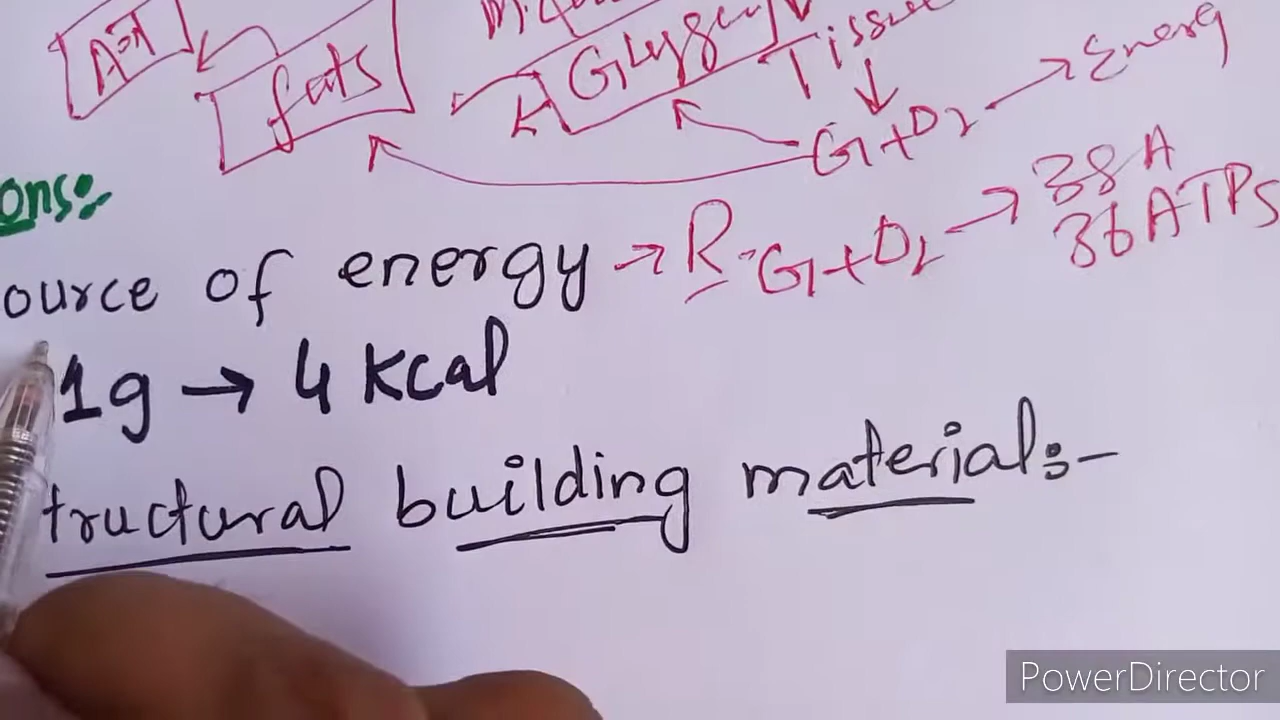 fats
Glycgen
Tissue
G+O2 → Energ
ons:-
38 A
ource of energy → R-G+O2 → 36 ATPs
1g → 4 Kcal
tructural building material:-
PowerDirector